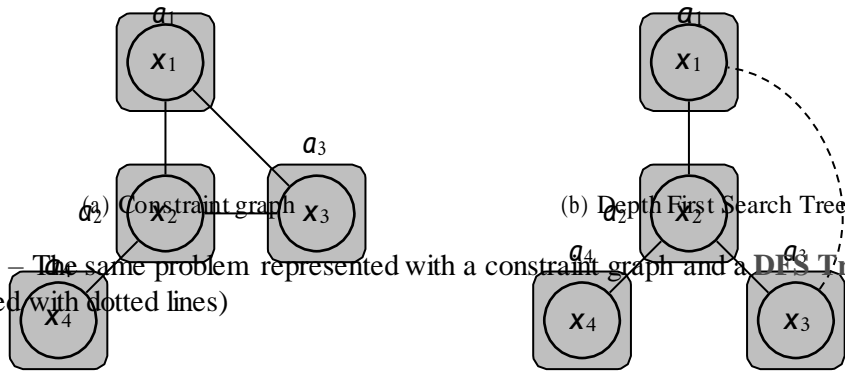 a1 a1
x1 x1
a3
a2 x2 x3 a2 x2
(a) Constraint graph (b) Depth First Search Tree
a4 a4 a3
– The same problem represented with a constraint graph and a DFS Tr
ed with dotted lines)
x4 x4 x3